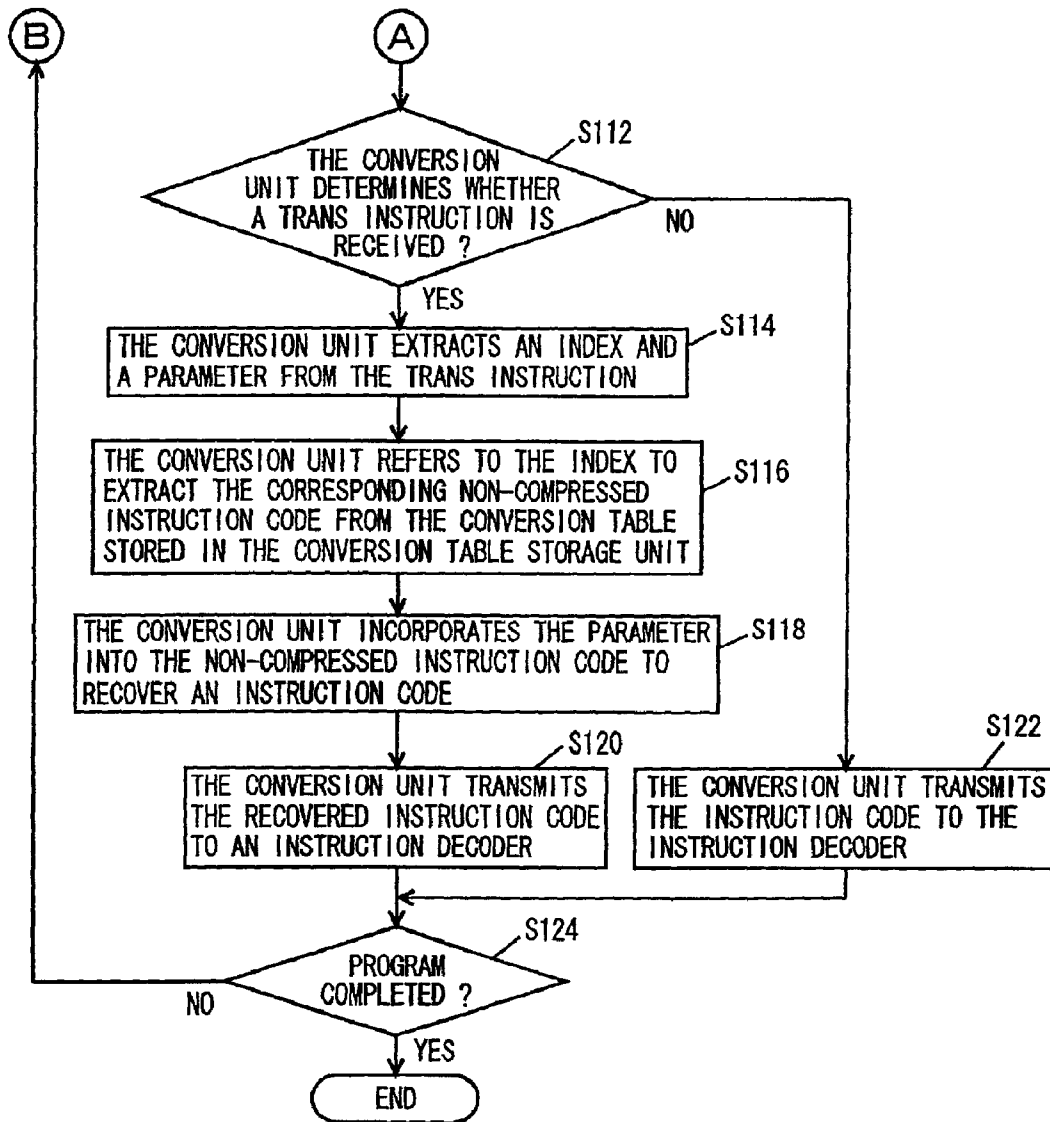 B
A
S112
THE CONVERSION
UNIT DETERMINES WHETHER
A TRANS INSTRUCTION IS
RECEIVED ?
NO
YES
S114
THE CONVERSION UNIT EXTRACTS AN INDEX AND
A PARAMETER FROM THE TRANS INSTRUCTION
S116
THE CONVERSION UNIT REFERS TO THE INDEX TO
EXTRACT THE CORRESPONDING NON-COMPRESSED
INSTRUCTION CODE FROM THE CONVERSION TABLE
STORED IN THE CONVERSION TABLE STORAGE UNIT
S118
THE CONVERSION UNIT INCORPORATES THE PARAMETER
INTO THE NON-COMPRESSED INSTRUCTION CODE TO
RECOVER AN INSTRUCTION CODE
S120
THE CONVERSION UNIT TRANSMITS
THE RECOVERED INSTRUCTION CODE
TO AN INSTRUCTION DECODER
S122
THE CONVERSION UNIT TRANSMITS
THE INSTRUCTION CODE TO THE
INSTRUCTION DECODER
S124
PROGRAM
COMPLETED ?
NO
YES
END